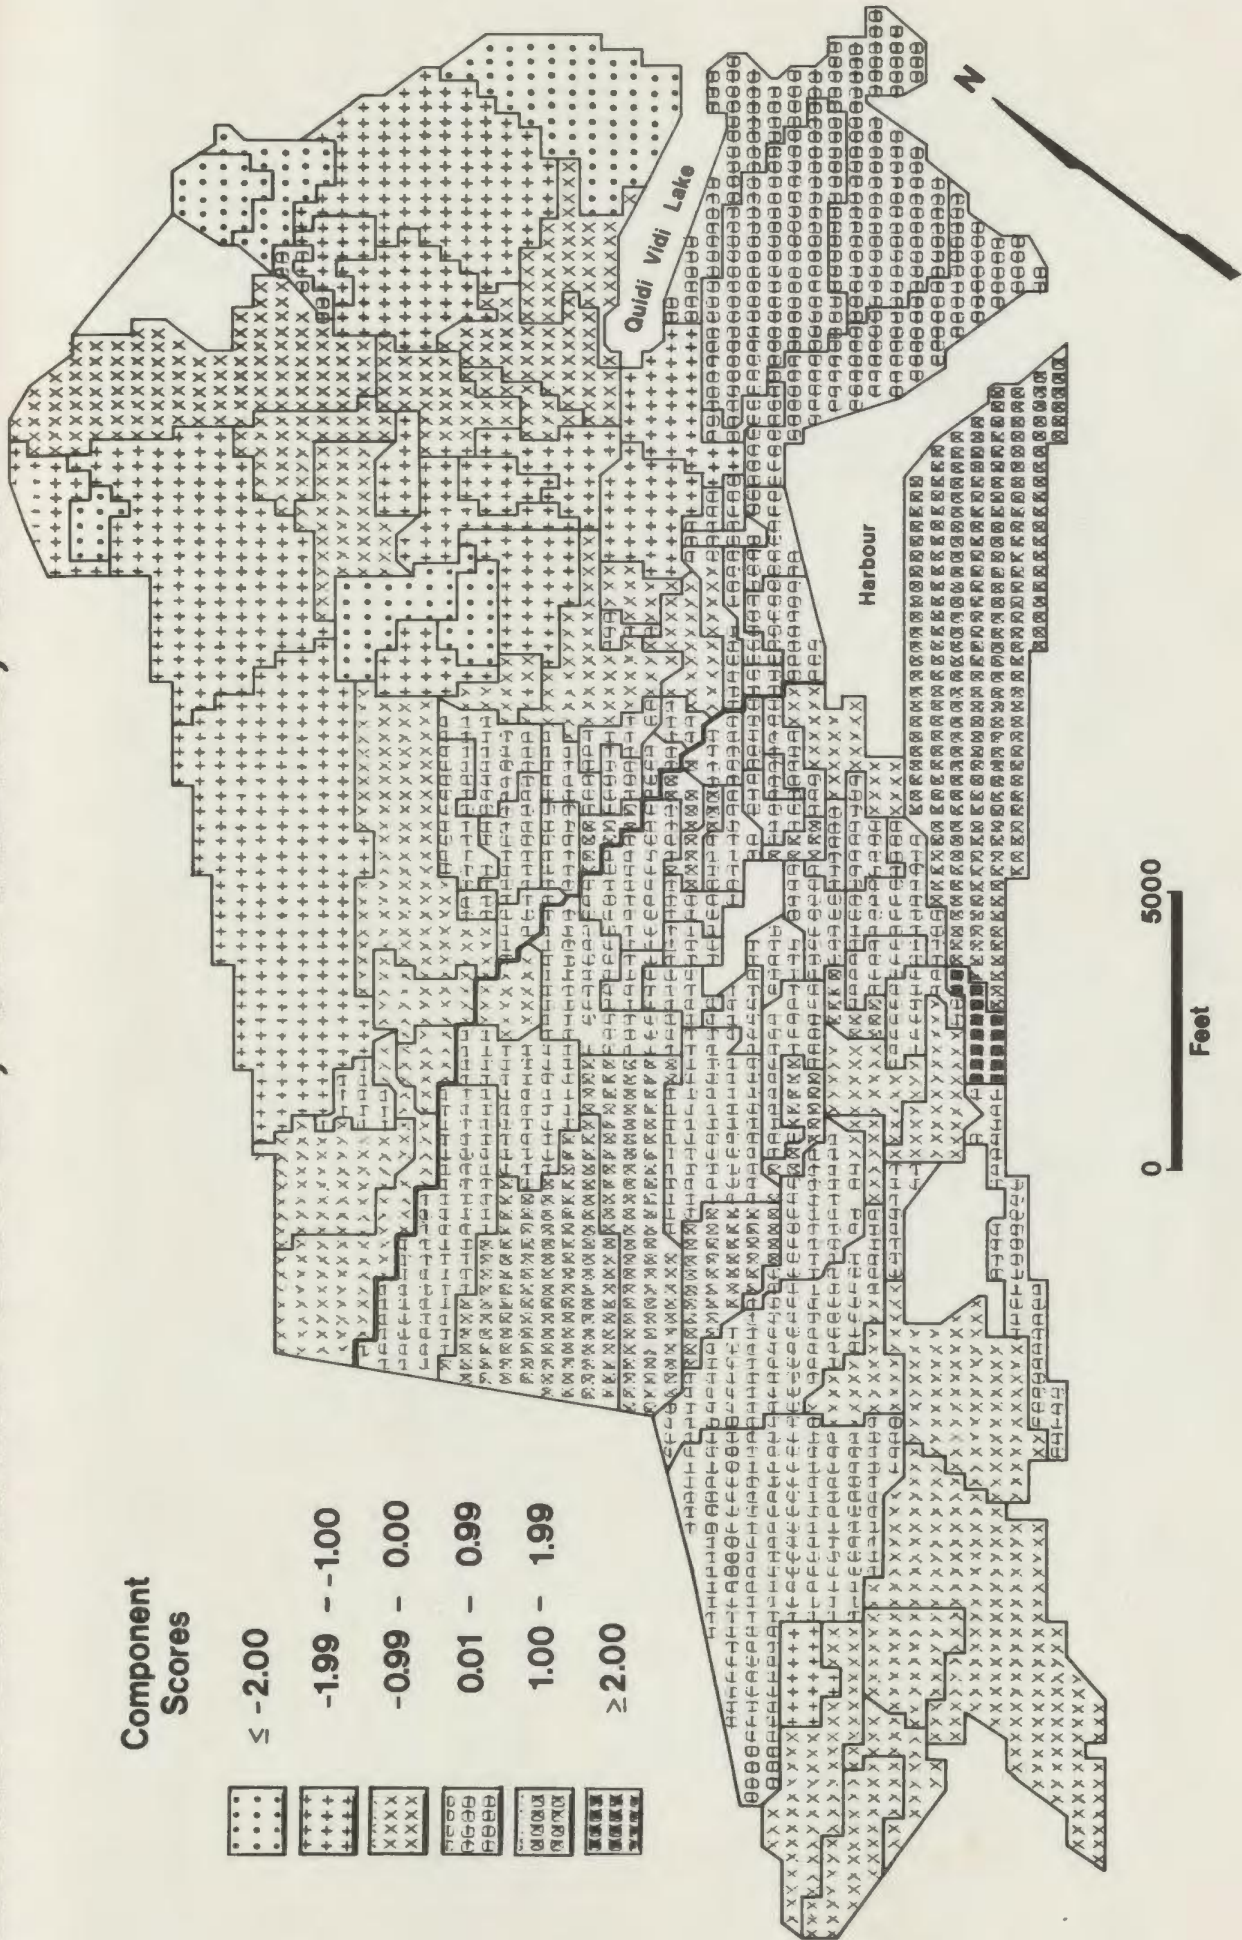 Component
Scores
≤ -2.00
-1.99 - -1.00
-0.99 - 0.00
0.01 - 0.99
1.00 - 1.99
≥ 2.00
Quidi Vidi Lake
N
Harbour
0 5000
Feet